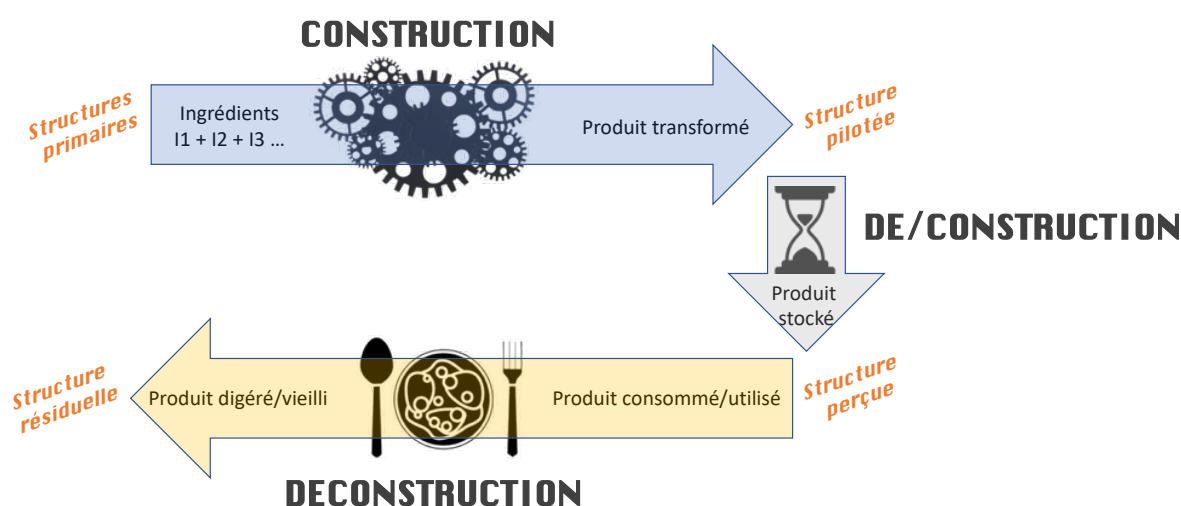 CONSTRUCTION
Structures
primaires
Ingrédients
I1 + I2 + I3 ...
Produit transformé
Structure
pilotée
DE/CONSTRUCTION
Produit
stocké
Structure
perçue
Produit consommé/utilisé
Produit digéré/vieilli
Structure
résiduelle
DECONSTRUCTION